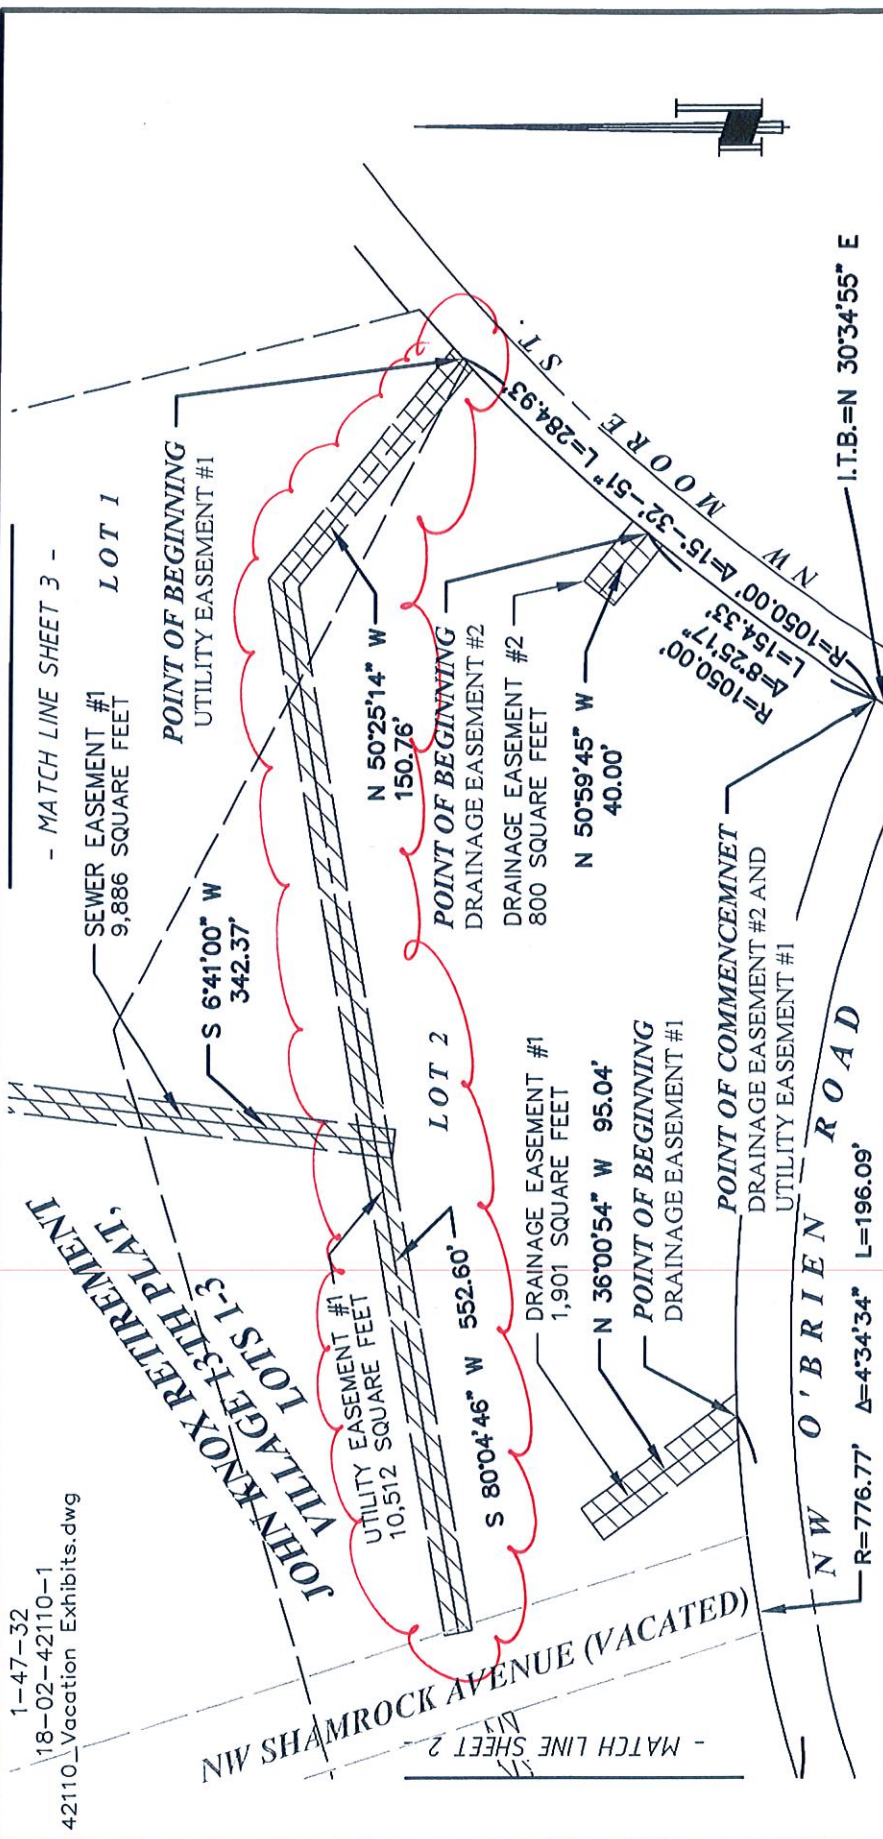 1-47-32
18-02-42110-1
42110_Vacation Exhibits.dwg
- MATCH LINE SHEET 3 -
SEWER EASEMENT #1
9,886 SQUARE FEET
LOT 1
POINT OF BEGINNING
UTILITY EASEMENT #1
S 6°41'00" W
342.37'
JOHN KNOX RETIREMENT
VILLAGE 13TH PLAT,
LOTS 1-3
N 50°25'14" W
150.76'
UTILITY EASEMENT #1
10,512 SQUARE FEET
LOT 2
POINT OF BEGINNING
DRAINAGE EASEMENT #2
DRAINAGE EASEMENT #2
800 SQUARE FEET
S 80°04'46" W 552.60'
N 50°59'45" W
40.00'
DRAINAGE EASEMENT #1
1,901 SQUARE FEET
N 36°00'54" W 95.04'
POINT OF BEGINNING
DRAINAGE EASEMENT #1
NW MOORE ST.
R=1050.00' Δ=15°-32'-51" L=284.93'
R=1050.00'
Δ=8°25'17"
L=154.33'
POINT OF COMMENCEMNET
DRAINAGE EASEMENT #2 AND
UTILITY EASEMENT #1
I.T.B.=N 30°34'55" E
NW SHAMROCK AVENUE (VACATED)
- MATCH LINE SHEET 2 -
NW O'BRIEN ROAD
R=776.77' Δ=4°34'34" L=196.09'
N